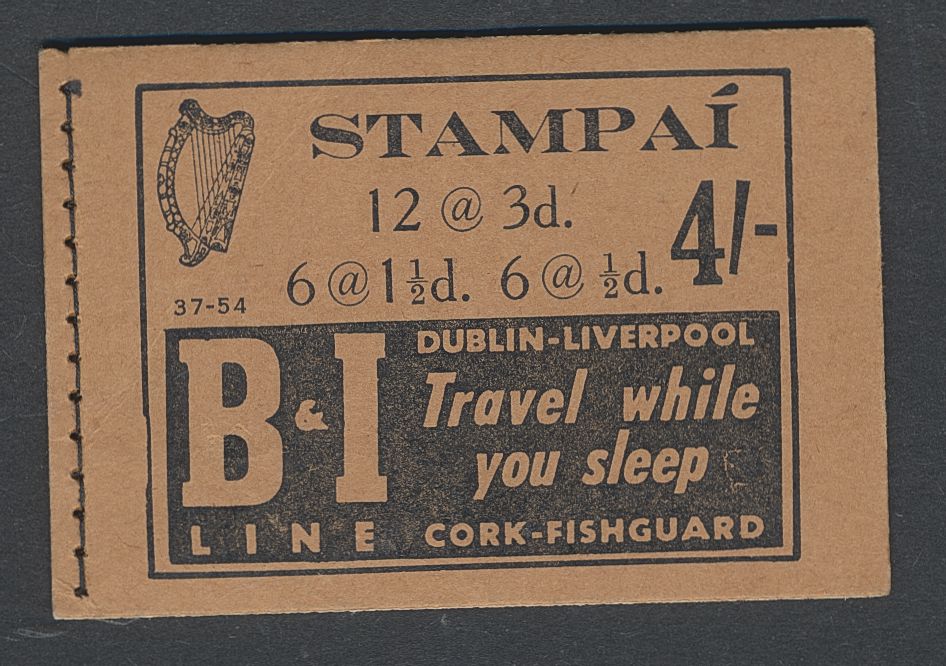 STAMPAÍ
12 @ 3d.
4/-
6 @ 1½d. 6 @ ½d.
37-54
B & I
LINE
DUBLIN-LIVERPOOL
Travel while
you sleep
CORK-FISHGUARD